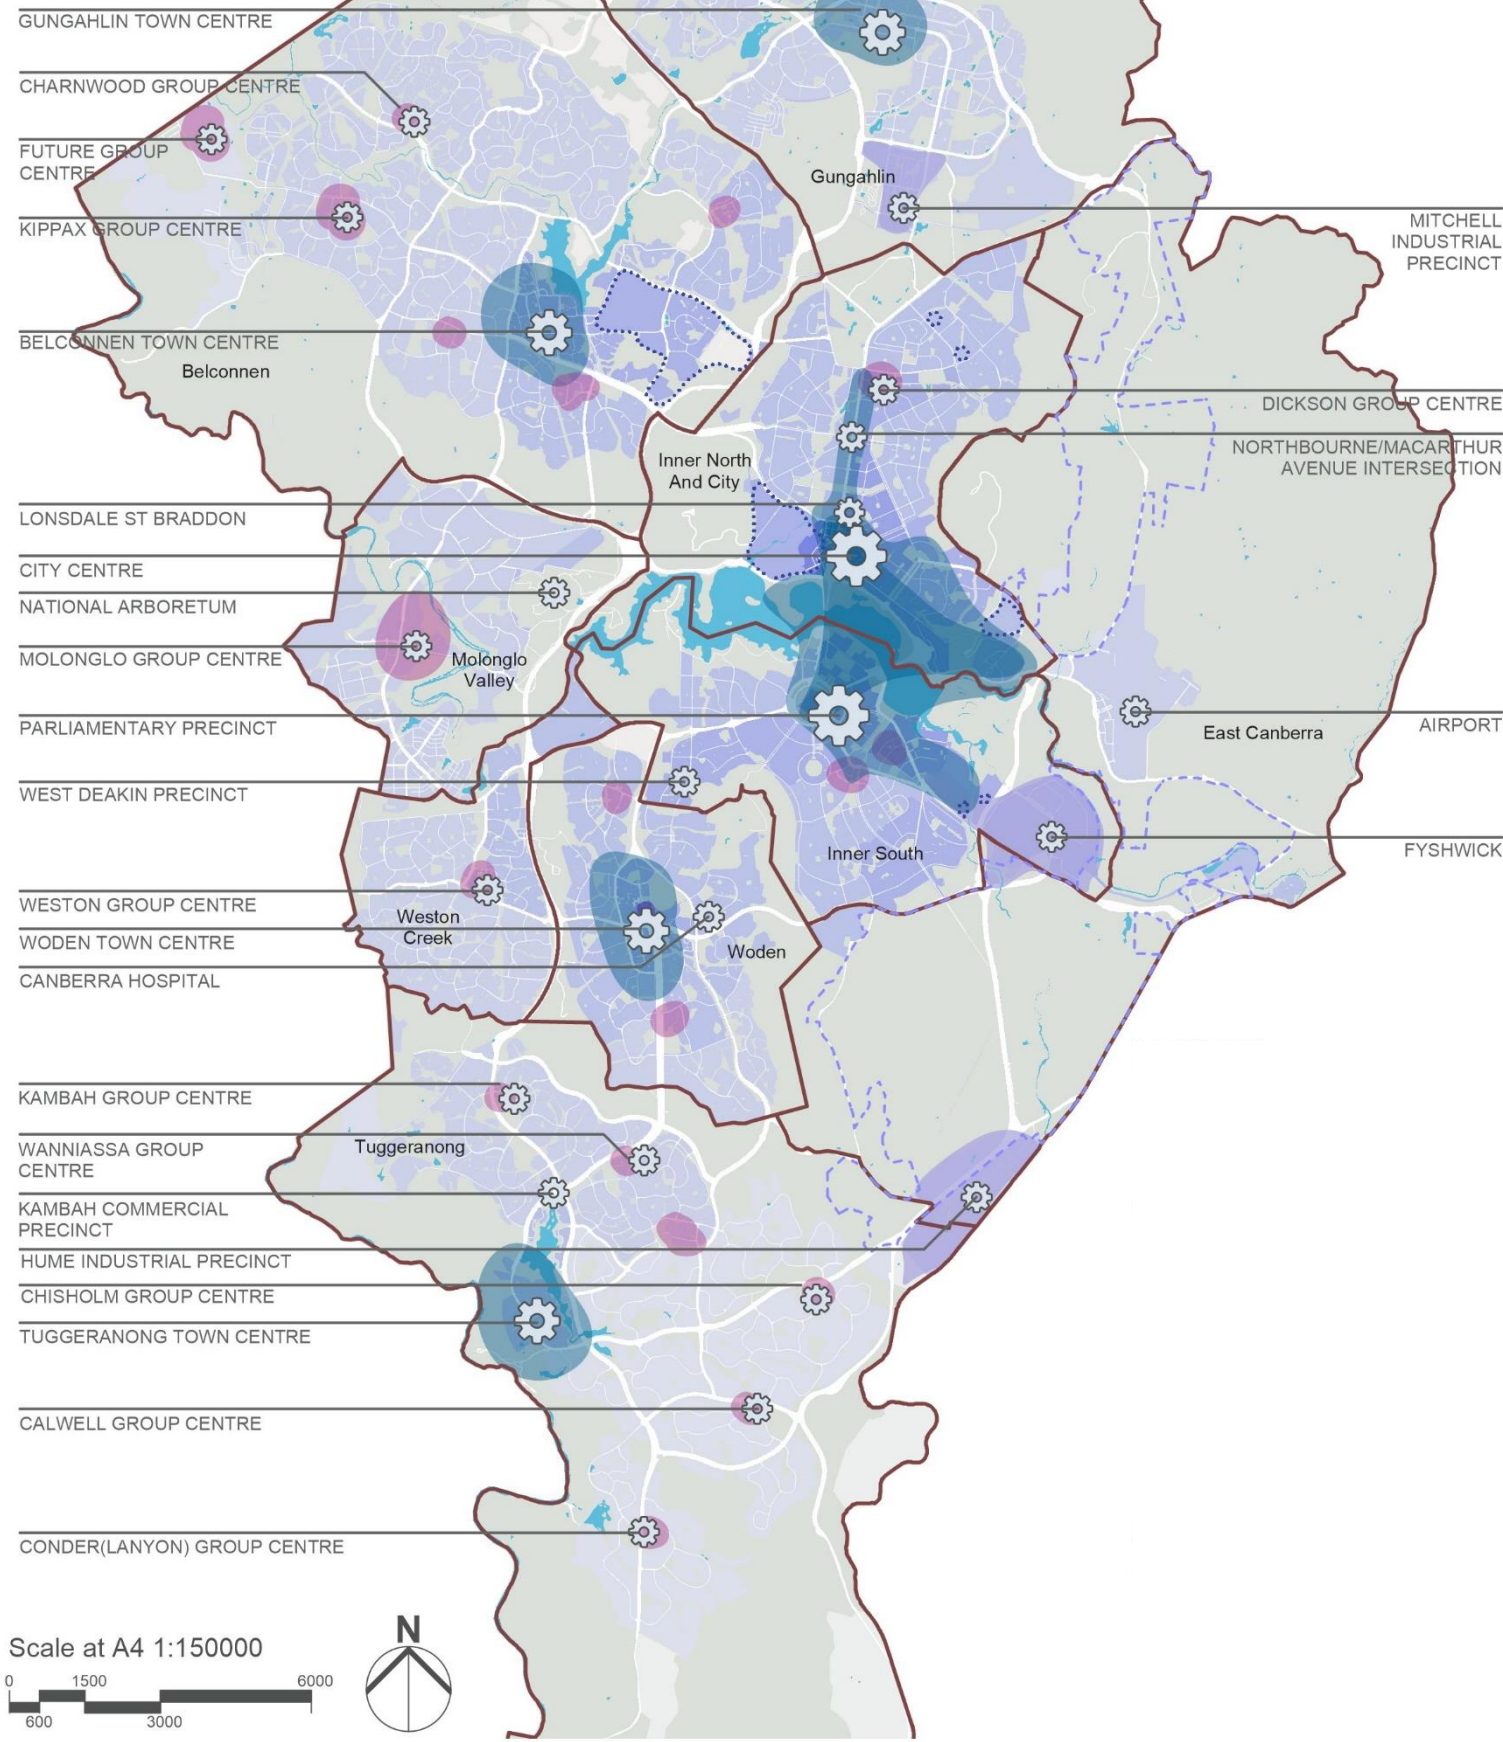 GUNGAHLIN TOWN CENTRE
CHARNWOOD GROUP CENTRE
FUTURE GROUP
CENTRE
Gungahlin
KIPPAX GROUP CENTRE
MITCHELL
INDUSTRIAL
PRECINCT
BELCONNEN TOWN CENTRE
Belconnen
DICKSON GROUP CENTRE
NORTHBOURNE/MACARTHUR
AVENUE INTERSECTION
Inner North
And City
LONSDALE ST BRADDON
CITY CENTRE
NATIONAL ARBORETUM
MOLONGLO GROUP CENTRE
Molonglo
Valley
PARLIAMENTARY PRECINCT
AIRPORT
East Canberra
WEST DEAKIN PRECINCT
Inner South
FYSHWICK
WESTON GROUP CENTRE
Weston
Creek
WODEN TOWN CENTRE
Woden
CANBERRA HOSPITAL
KAMBAH GROUP CENTRE
WANNIASSA GROUP
CENTRE
Tuggeranong
KAMBAH COMMERCIAL
PRECINCT
HUME INDUSTRIAL PRECINCT
CHISHOLM GROUP CENTRE
TUGGERANONG TOWN CENTRE
CALWELL GROUP CENTRE
CONDER(LANYON) GROUP CENTRE
Scale at A4 1:150000
0 1500 6000
600 3000
N